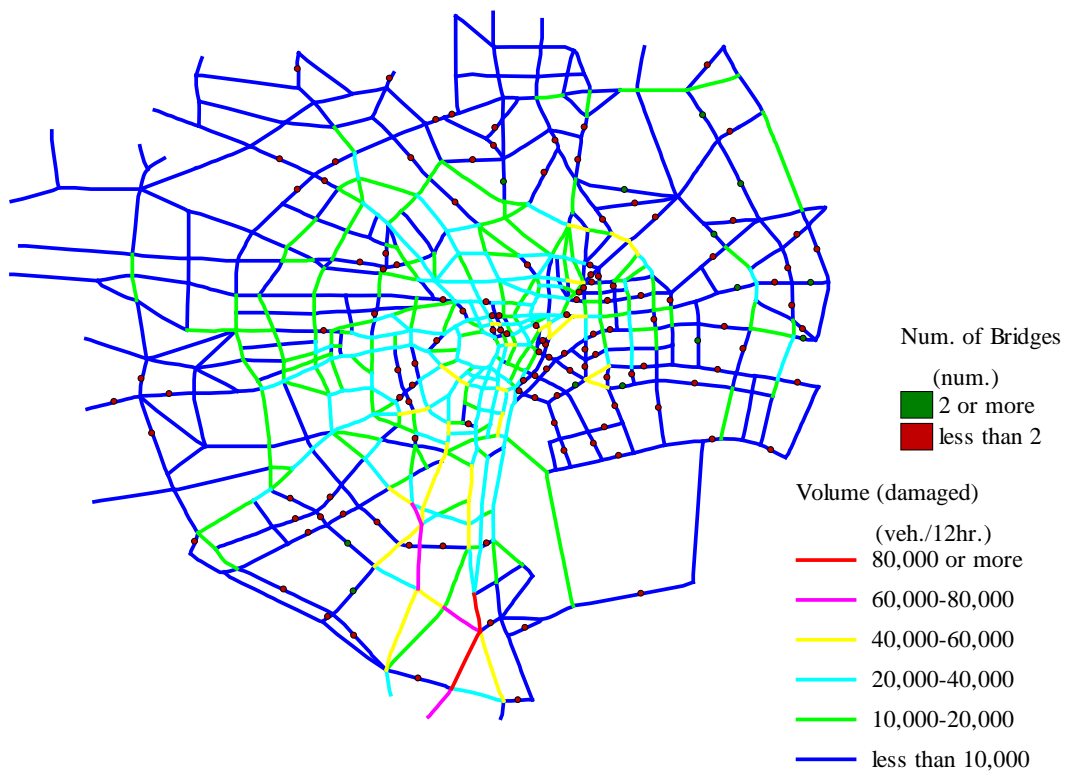 Num. of Bridges
(num.)
2 or more
less than 2
Volume (damaged)
(veh./12hr.)
80,000 or more
60,000-80,000
40,000-60,000
20,000-40,000
10,000-20,000
less than 10,000